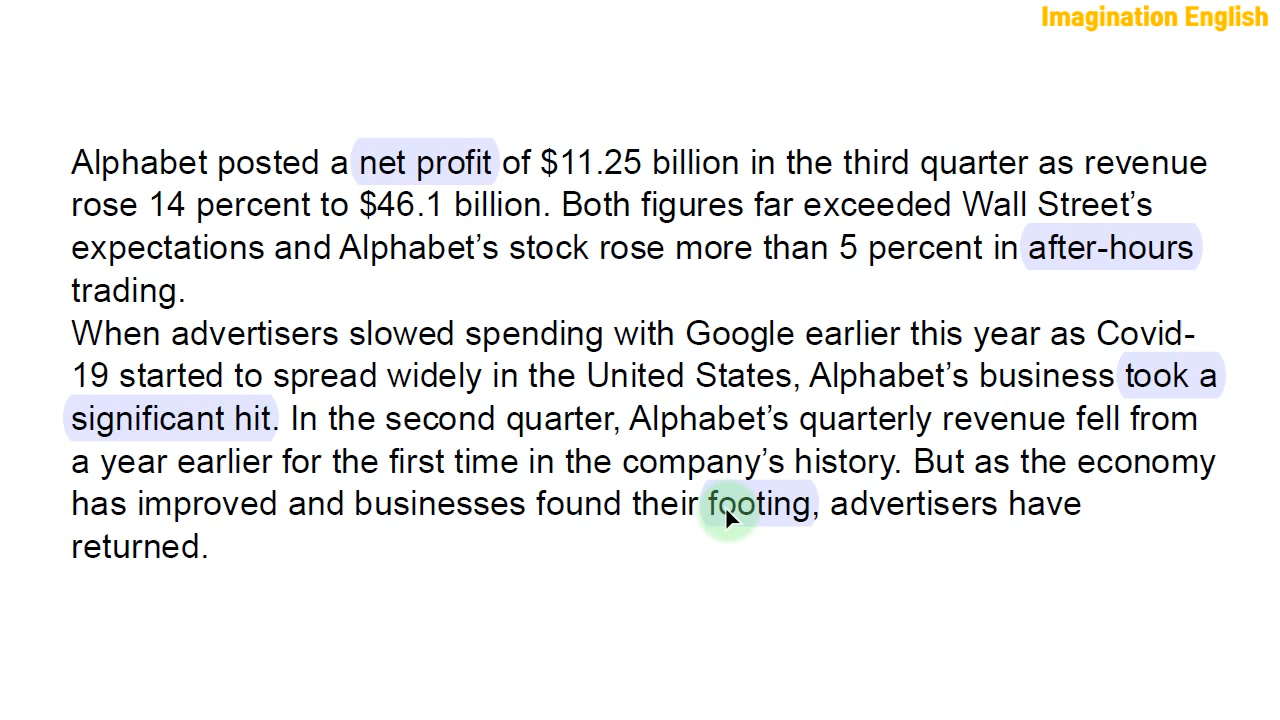 Imagination English
Alphabet posted a net profit of $11.25 billion in the third quarter as revenue
rose 14 percent to $46.1 billion. Both figures far exceeded Wall Street’s
expectations and Alphabet’s stock rose more than 5 percent in after-hours
trading.
When advertisers slowed spending with Google earlier this year as Covid-
19 started to spread widely in the United States, Alphabet’s business took a
significant hit. In the second quarter, Alphabet’s quarterly revenue fell from
a year earlier for the first time in the company’s history. But as the economy
has improved and businesses found their footing, advertisers have
returned.